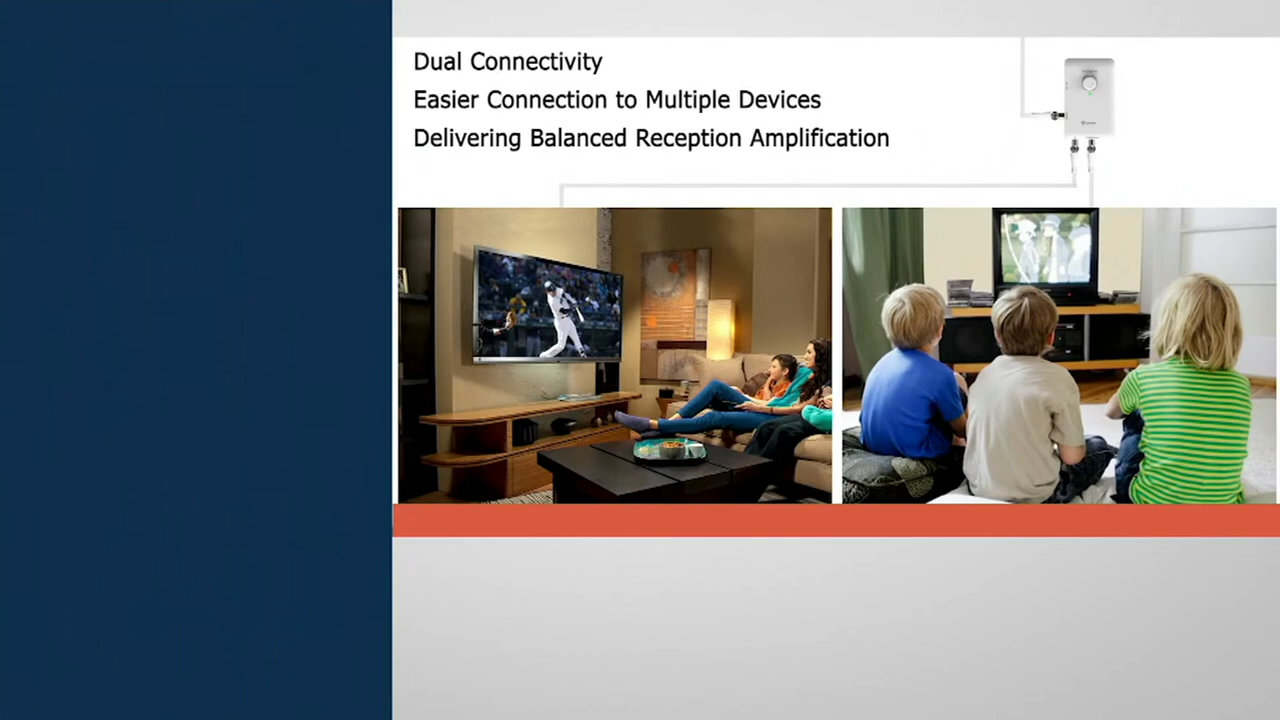 Dual Connectivity
Easier Connection to Multiple Devices
Delivering Balanced Reception Amplification